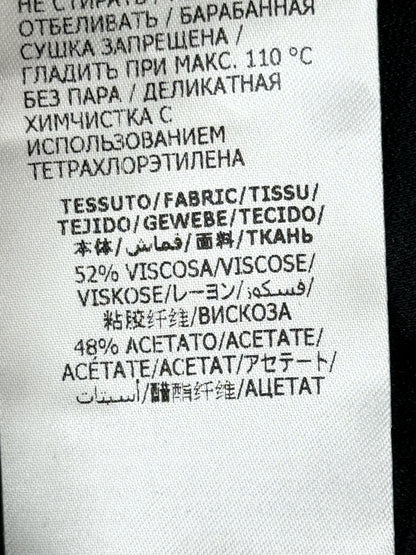 НЕ СТИРАТЬ /
ОТБЕЛИВАТЬ / БАРАБАННАЯ
СУШКА ЗАПРЕЩЕНА /
ГЛАДИТЬ ПРИ МАКС. 110 °C
БЕЗ ПАРА / ДЕЛИКАТНАЯ
ХИМЧИСТКА С
ИСПОЛЬЗОВАНИЕМ
ТЕТРАХЛОРЭТИЛЕНА
TESSUTO/FABRIC/TISSU/
TEJIDO/GEWEBE/TECIDO/
本体/قماش/面料/ТКАНЬ
52% VISCOSA/VISCOSE/
VISKOSE/レーヨン/فسكوز/
粘胶纤维/ВИСКОЗА
48% ACETATO/ACETATE/
ACÉTATE/ACETAT/アセテート/
أسيتات/醋酯纤维/АЦЕТАТ